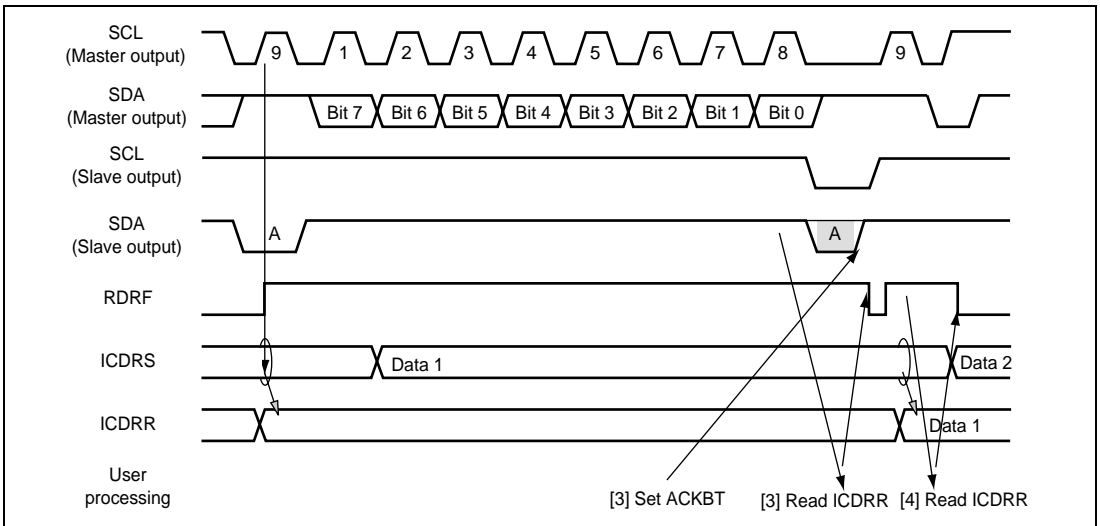 SCL
(Master output)
9 1 2 3 4 5 6 7 8 9
SDA
(Master output)
Bit 7 Bit 6 Bit 5 Bit 4 Bit 3 Bit 2 Bit 1 Bit 0
SCL
(Slave output)
SDA
(Slave output)
A A
RDRF
ICDRS
Data 1 Data 2
ICDRR
Data 1
User
processing
[3] Set ACKBT [3] Read ICDRR [4] Read ICDRR